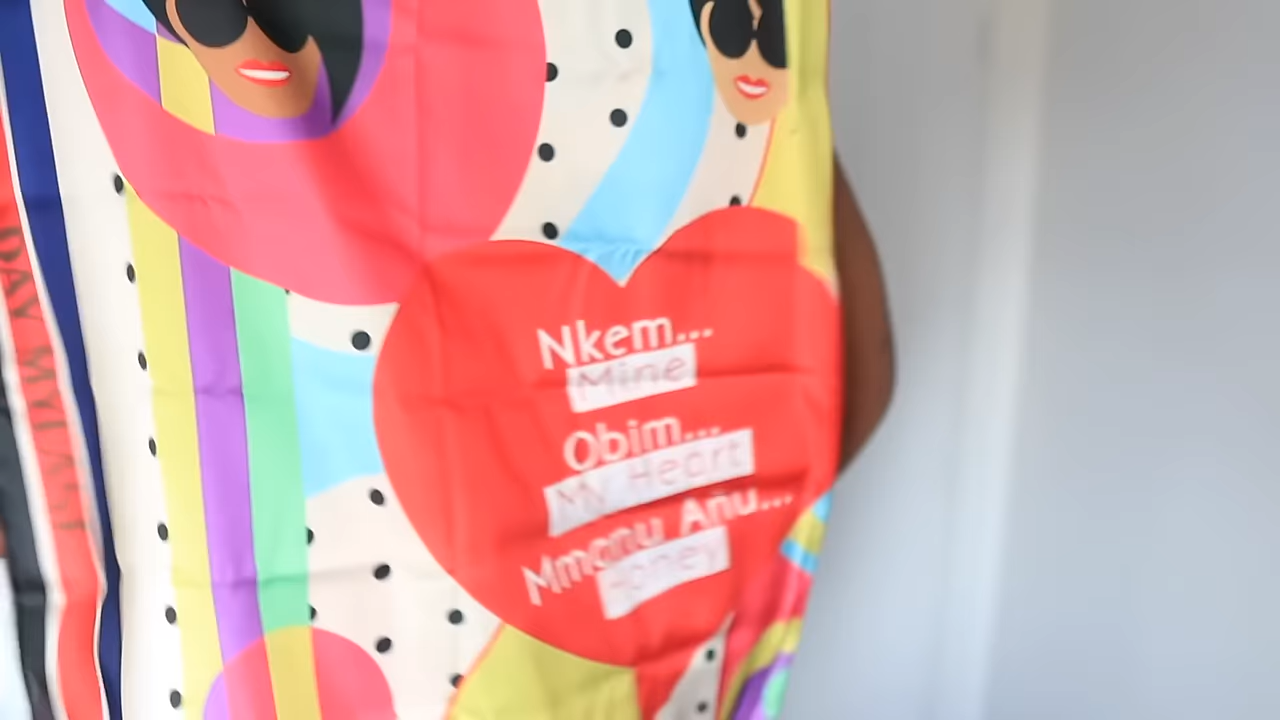 Nkem...
Mine
Obim...
My Heart
Mmanu Anu...
Honey